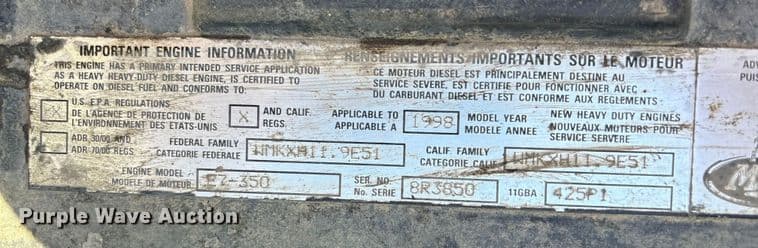 IMPORTANT ENGINE INFORMATION
THIS ENGINE HAS A PRIMARY INTENDED SERVICE APPLICATION
AS A HEAVY HEAVY-DUTY DIESEL ENGINE, IS CERTIFIED TO
OPERATE ON DIESEL FUEL AND CONFORMS TO:
RENSEIGNEMENTS IMPORTANTS SUR LE MOTEUR
CE MOTEUR DIESEL EST PRINCIPALEMENT DESTINE AU
SERVICE SEVERE, EST CERTIFIE POUR FONCTIONNER AVEC
DU CARBURANT DIESEL ET EST CONFORME AUX REGLEMENTS:
X U.S. E.P.A. REGULATIONS
DE L'AGENCE DE PROTECTION DE
L'ENVIRONNEMENT DES ETATS-UNIS
X AND CALIF.
REGS.
APPLICABLE TO
APPLICABLE A
1998
MODEL YEAR
MODELE ANNEE
NEW HEAVY DUTY ENGINES
NOUVEAUX MOTEURS POUR
SERVICE SERVERE
ADR 30/00 AND
ADR 70/00 REGS.
FEDERAL FAMILY
CATEGORIE FEDERALE
WMKXH11.9E51
CALIF FAMILY
CATEGORIE CALIF
WMKXH11.9E51
ENGINE MODEL
MODELE DE MOTEUR
E7-350
SER. NO.
No. SERIE
8R3850
11GBA
425P1
ADV
PUIS
Purple Wave Auction